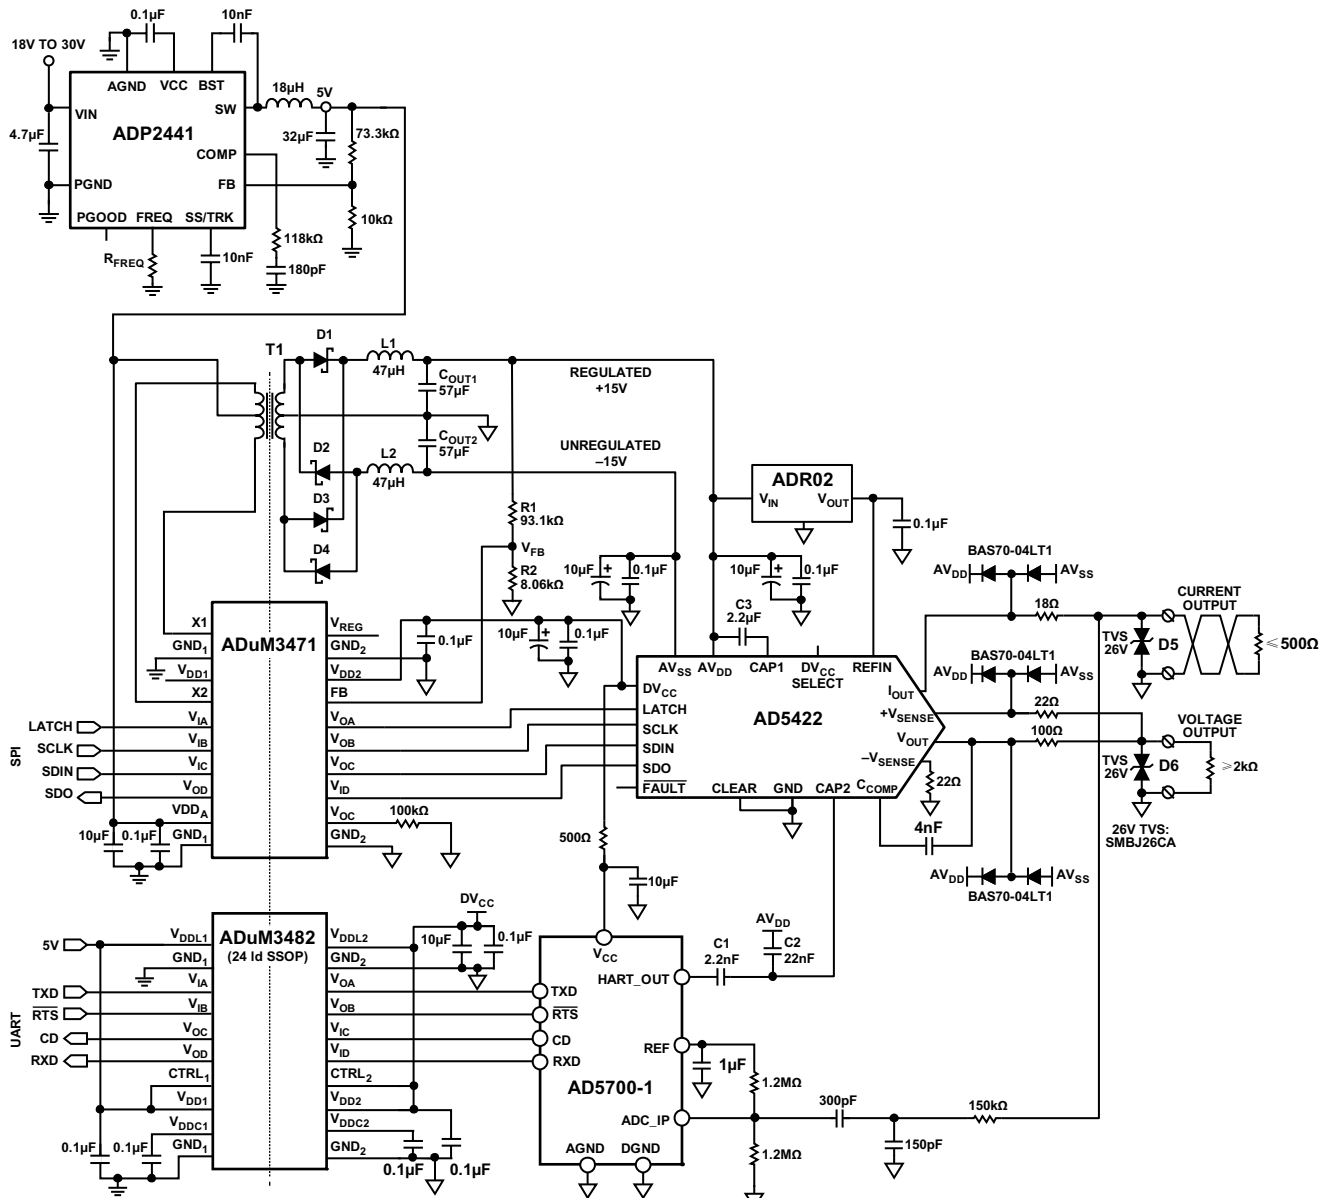 0.1µF
10nF
18V TO 30V
AGND
VCC
BST
VIN
SW
18µH
5V
ADP2441
4.7µF
32µF
73.3kΩ
COMP
PGND
FB
PGOOD
FREQ
SS/TRK
10kΩ
RFREQ
10nF
118kΩ
180pF
T1
D1
L1
47µH
COUT1
57µF
REGULATED
+15V
COUT2
57µF
D2
L2
47µH
UNREGULATED
–15V
D3
D4
R1
93.1kΩ
VFB
R2
8.06kΩ
ADR02
VIN
VOUT
0.1µF
10µF
+
0.1µF
10µF
+
0.1µF
C3
2.2µF
BAS70-04LT1
AVDD
AVSS
18Ω
CURRENT
OUTPUT
TVS
26V
D5
≤500Ω
X1
GND1
VDD1
X2
VIA
VIB
VIC
VOD
VDDA
GND1
ADuM3471
VREG
GND2
VDD2
FB
VOA
VOB
VOC
VID
VOC
GND2
0.1µF
10µF
+
0.1µF
SPI
LATCH
SCLK
SDIN
SDO
10µF
0.1µF
100kΩ
AVSS
AVDD
CAP1
DVCC
SELECT
REFIN
DVCC
LATCH
SCLK
SDIN
SDO
FAULT
AD5422
IOUT
+VSENSE
VOUT
–VSENSE
CCOMP
CLEAR
GND
CAP2
BAS70-04LT1
AVDD
AVSS
22Ω
100Ω
22Ω
VOLTAGE
OUTPUT
TVS
26V
D6
≥2kΩ
26V TVS:
SMBJ26CA
4nF
AVDD
AVSS
BAS70-04LT1
500Ω
10µF
UART
5V
TXD
RTS
CD
RXD
VDDL1
GND1
VIA
VIB
VOC
VOD
CTRL1
VDD1
VDDC1
GND1
ADuM3482
(24 ld SSOP)
VDDL2
GND2
VOA
VOB
VIC
VID
CTRL2
VDD2
VDDC2
GND2
0.1µF
0.1µF
0.1µF
0.1µF
DVCC
10µF
0.1µF
VCC
TXD
RTS
CD
RXD
HART_OUT
REF
ADC_IP
AGND
DGND
AD5700-1
C1
2.2nF
AVDD
C2
22nF
1µF
1.2MΩ
1.2MΩ
300pF
150pF
150kΩ